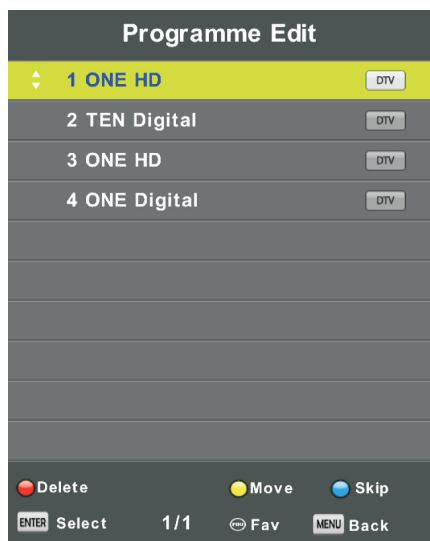 Programme Edit
1 ONE HD DTV
2 TEN Digital DTV
3 ONE HD DTV
4 ONE Digital DTV
Delete Move Skip
ENTER Select 1/1 FAV Fav MENU Back